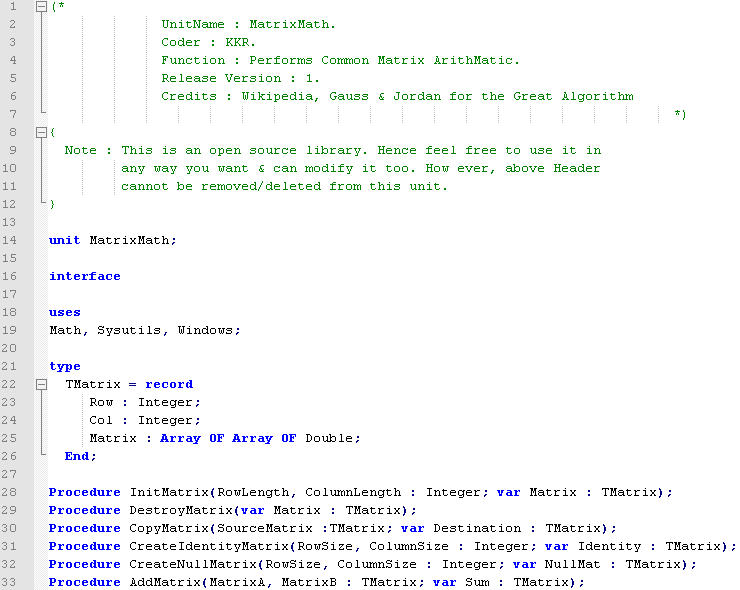 1 (*
2 UnitName : MatrixMath.
3 Coder : KKR.
4 Function : Performs Common Matrix ArithMatic.
5 Release Version : 1.
6 Credits : Wikipedia, Gauss & Jordan for the Great Algorithm
7 *)
8 {
9 Note : This is an open source library. Hence feel free to use it in
10 any way you want & can modify it too. How ever, above Header
11 cannot be removed/deleted from this unit.
12 }
13
14 unit MatrixMath;
15
16 interface
17
18 uses
19 Math, Sysutils, Windows;
20
21 type
22 TMatrix = record
23 Row : Integer;
24 Col : Integer;
25 Matrix : Array OF Array OF Double;
26 End;
27
28 Procedure InitMatrix(RowLength, ColumnLength : Integer; var Matrix : TMatrix);
29 Procedure DestroyMatrix(var Matrix : TMatrix);
30 Procedure CopyMatrix(SourceMatrix :TMatrix; var Destination : TMatrix);
31 Procedure CreateIdentityMatrix(RowSize, ColumnSize : Integer; var Identity : TMatrix);
32 Procedure CreateNullMatrix(RowSize, ColumnSize : Integer; var NullMat : TMatrix);
33 Procedure AddMatrix(MatrixA, MatrixB : TMatrix; var Sum : TMatrix);